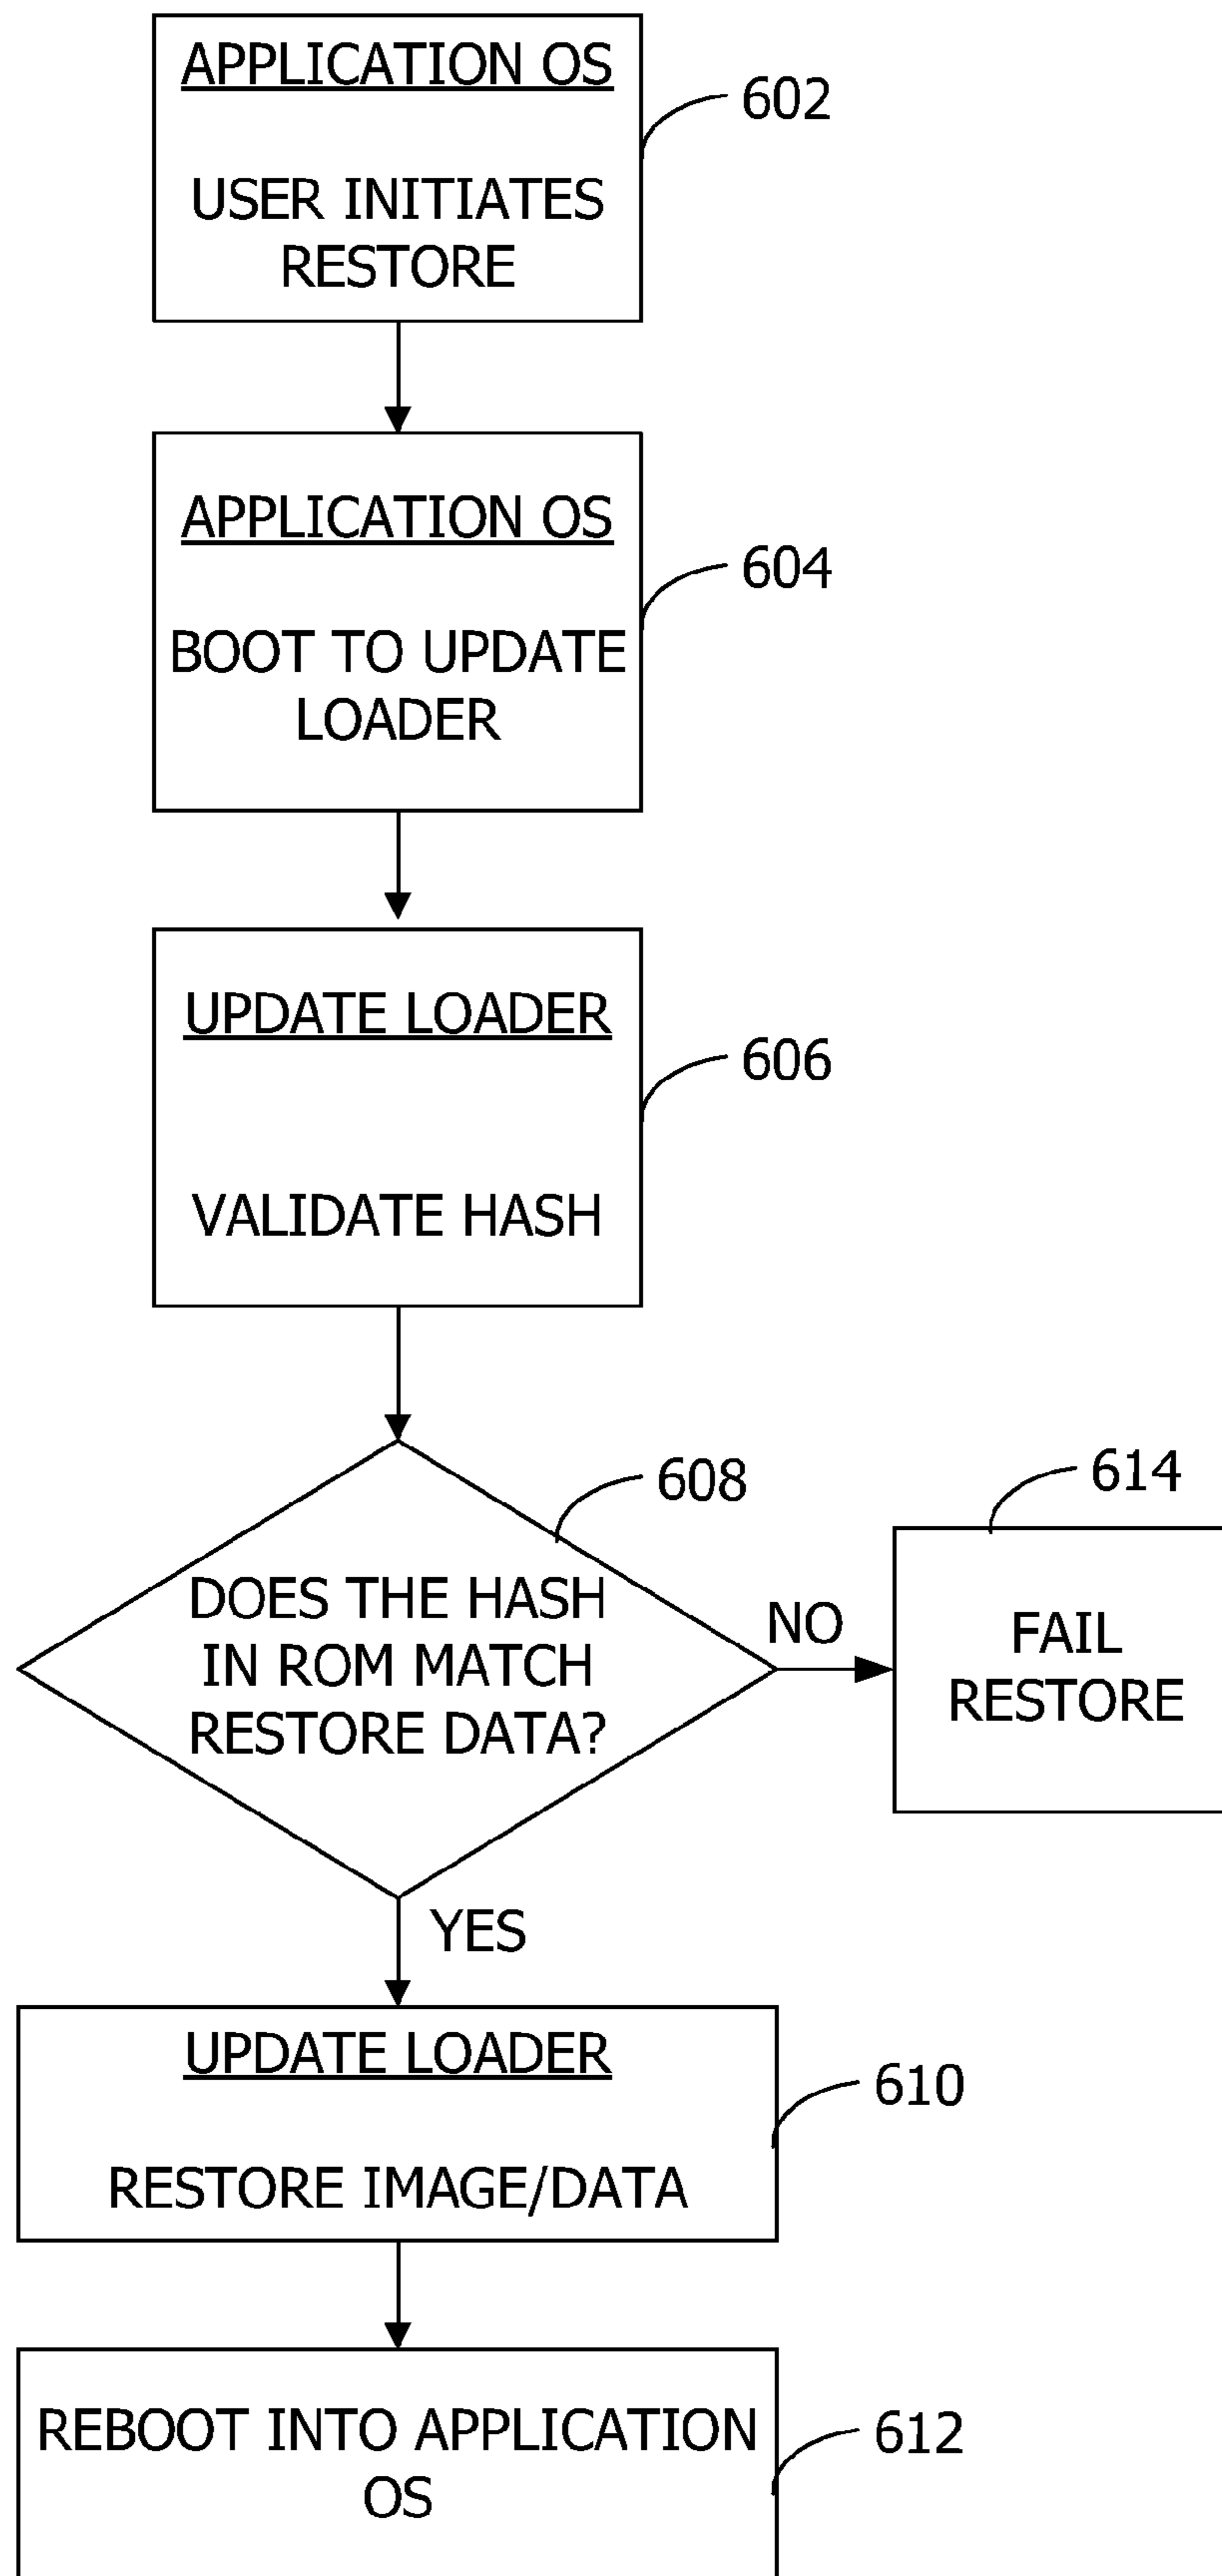 APPLICATION OS
602
USER INITIATES
RESTORE
APPLICATION OS
604
BOOT TO UPDATE
LOADER
UPDATE LOADER
606
VALIDATE HASH
608
614
DOES THE HASH
IN ROM MATCH
RESTORE DATA?
NO
FAIL
RESTORE
YES
UPDATE LOADER
610
RESTORE IMAGE/DATA
REBOOT INTO APPLICATION
OS
612